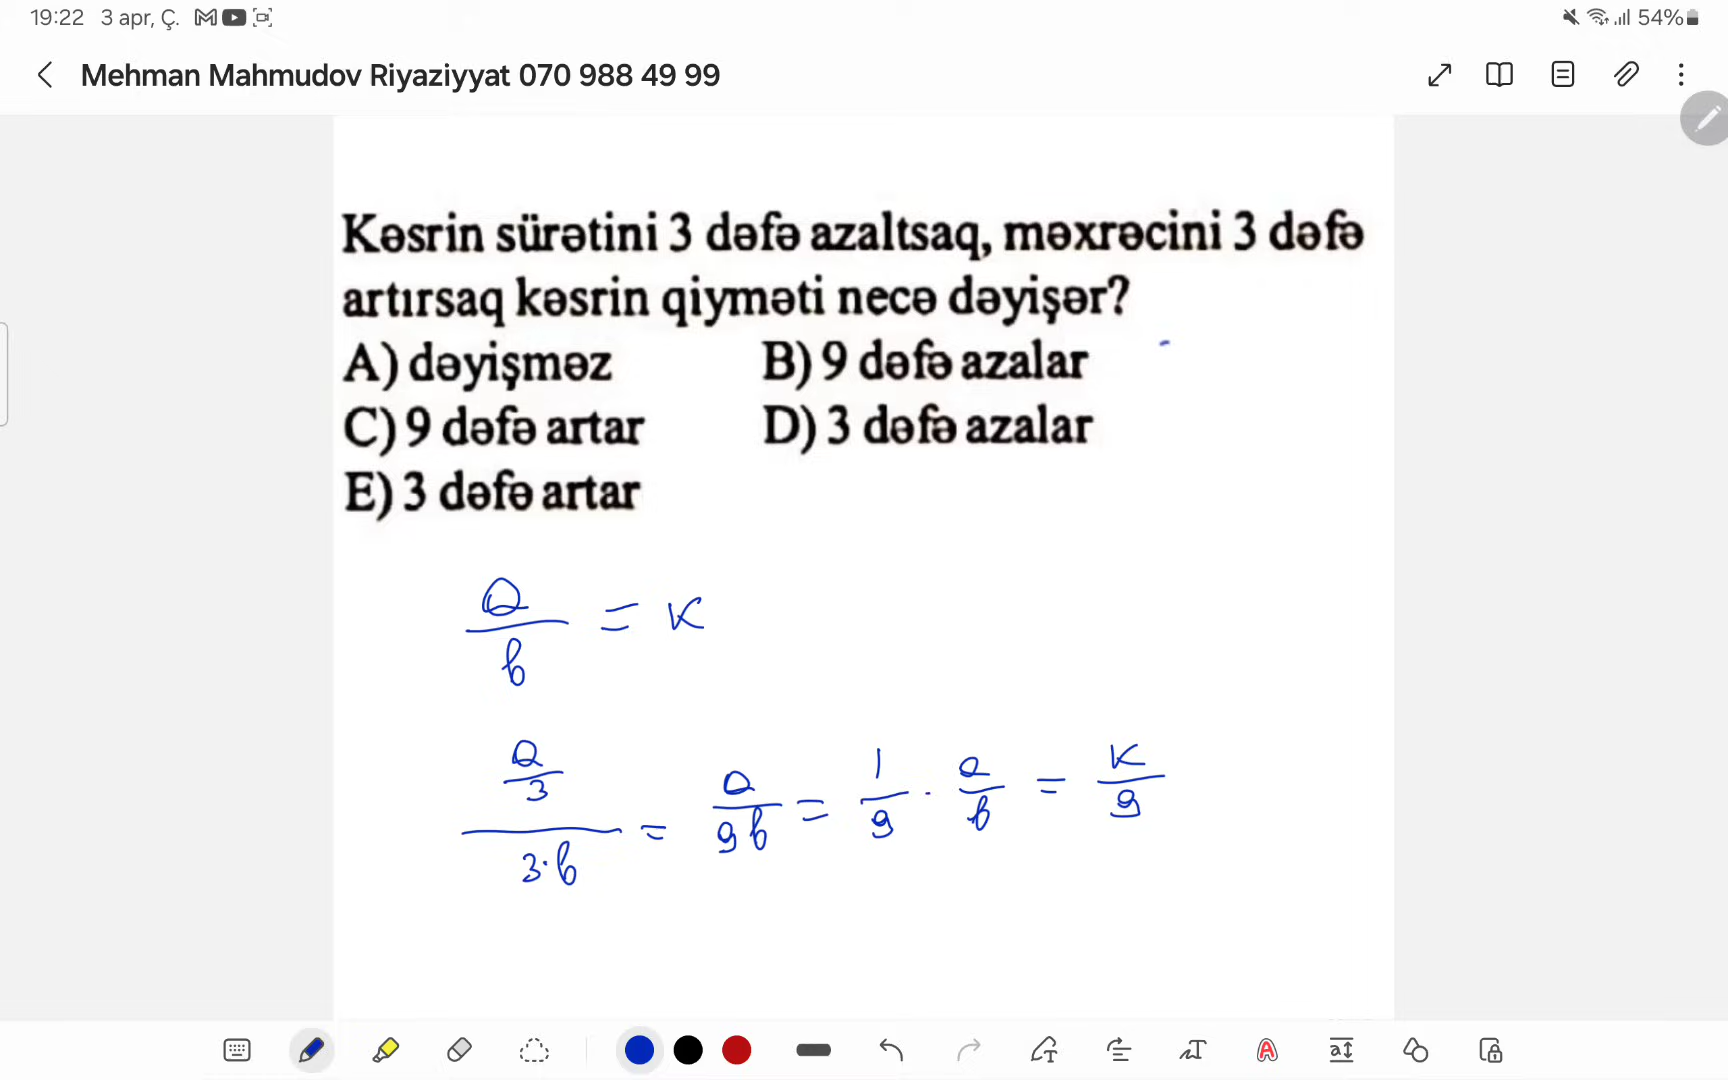 19:22 3 apr, Ç. 54%
Mehman Mahmudov Riyaziyyat 070 988 49 99
Kəsrin sürətini 3 dəfə azaltsaq, məxrəcini 3 dəfə
artırsaq kəsrin qiyməti necə dəyişər?
A) dəyişməz B) 9 dəfə azalar
C) 9 dəfə artar D) 3 dəfə azalar
E) 3 dəfə artar
a/b = K
(a/3)/(3·b) = a/9b = 1/9 · a/b = K/9